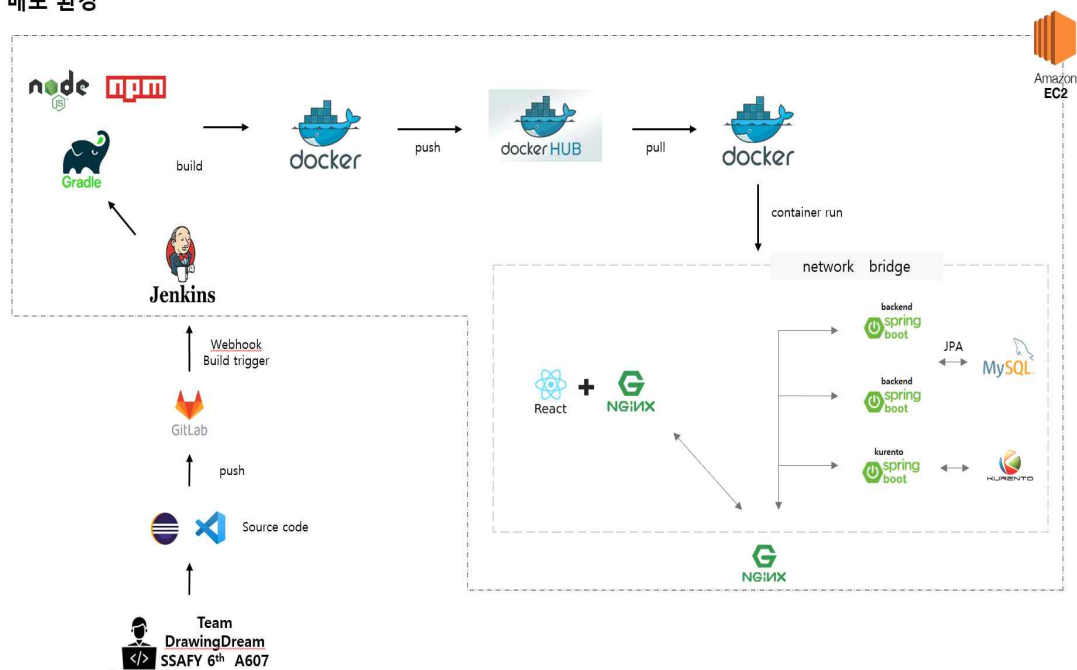 배포 환경
Amazon
EC2
node
JS
npm
Gradle
build
docker
push
docker HUB
pull
docker
container run
Jenkins
network bridge
Webhook
Build trigger
GitLab
push
Source code
Team
DrawingDream
SSAFY 6th A607
React
+
NGINX
backend
spring
boot
JPA
MySQL
backend
spring
boot
kurento
spring
boot
KURENTO
NGINX